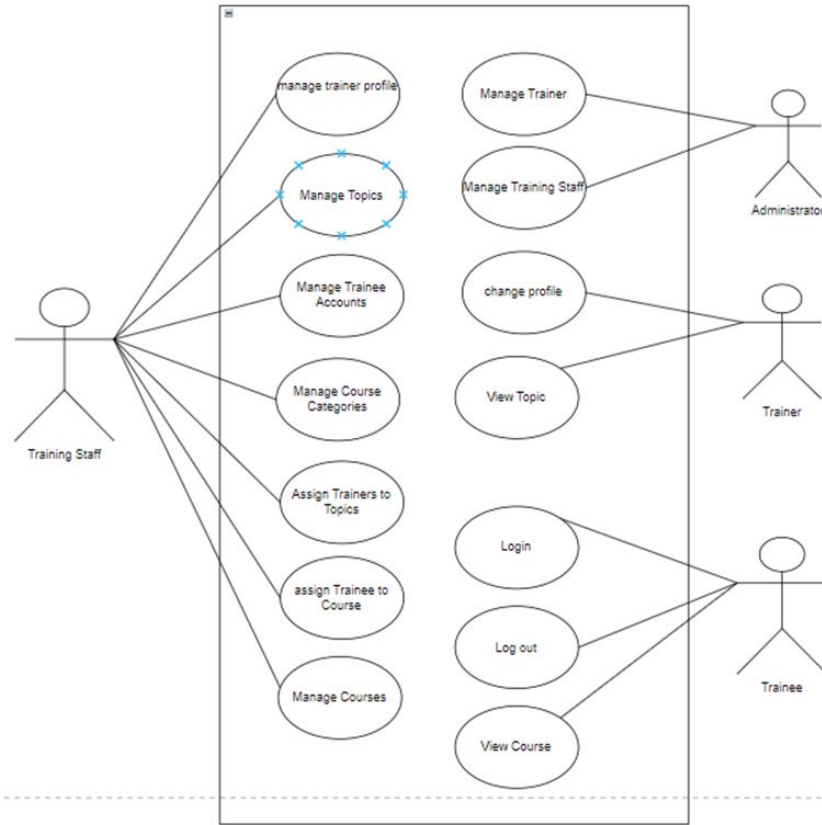 manage trainer profile
Manage Topics
Manage Trainee
Accounts
Manage Course
Categories
Assign Trainers to
Topics
assign Trainee to
Course
Manage Courses
Manage Trainer
Manage Training Staff
change profile
View Topic
Login
Log out
View Course
Training Staff
Administrator
Trainer
Trainee